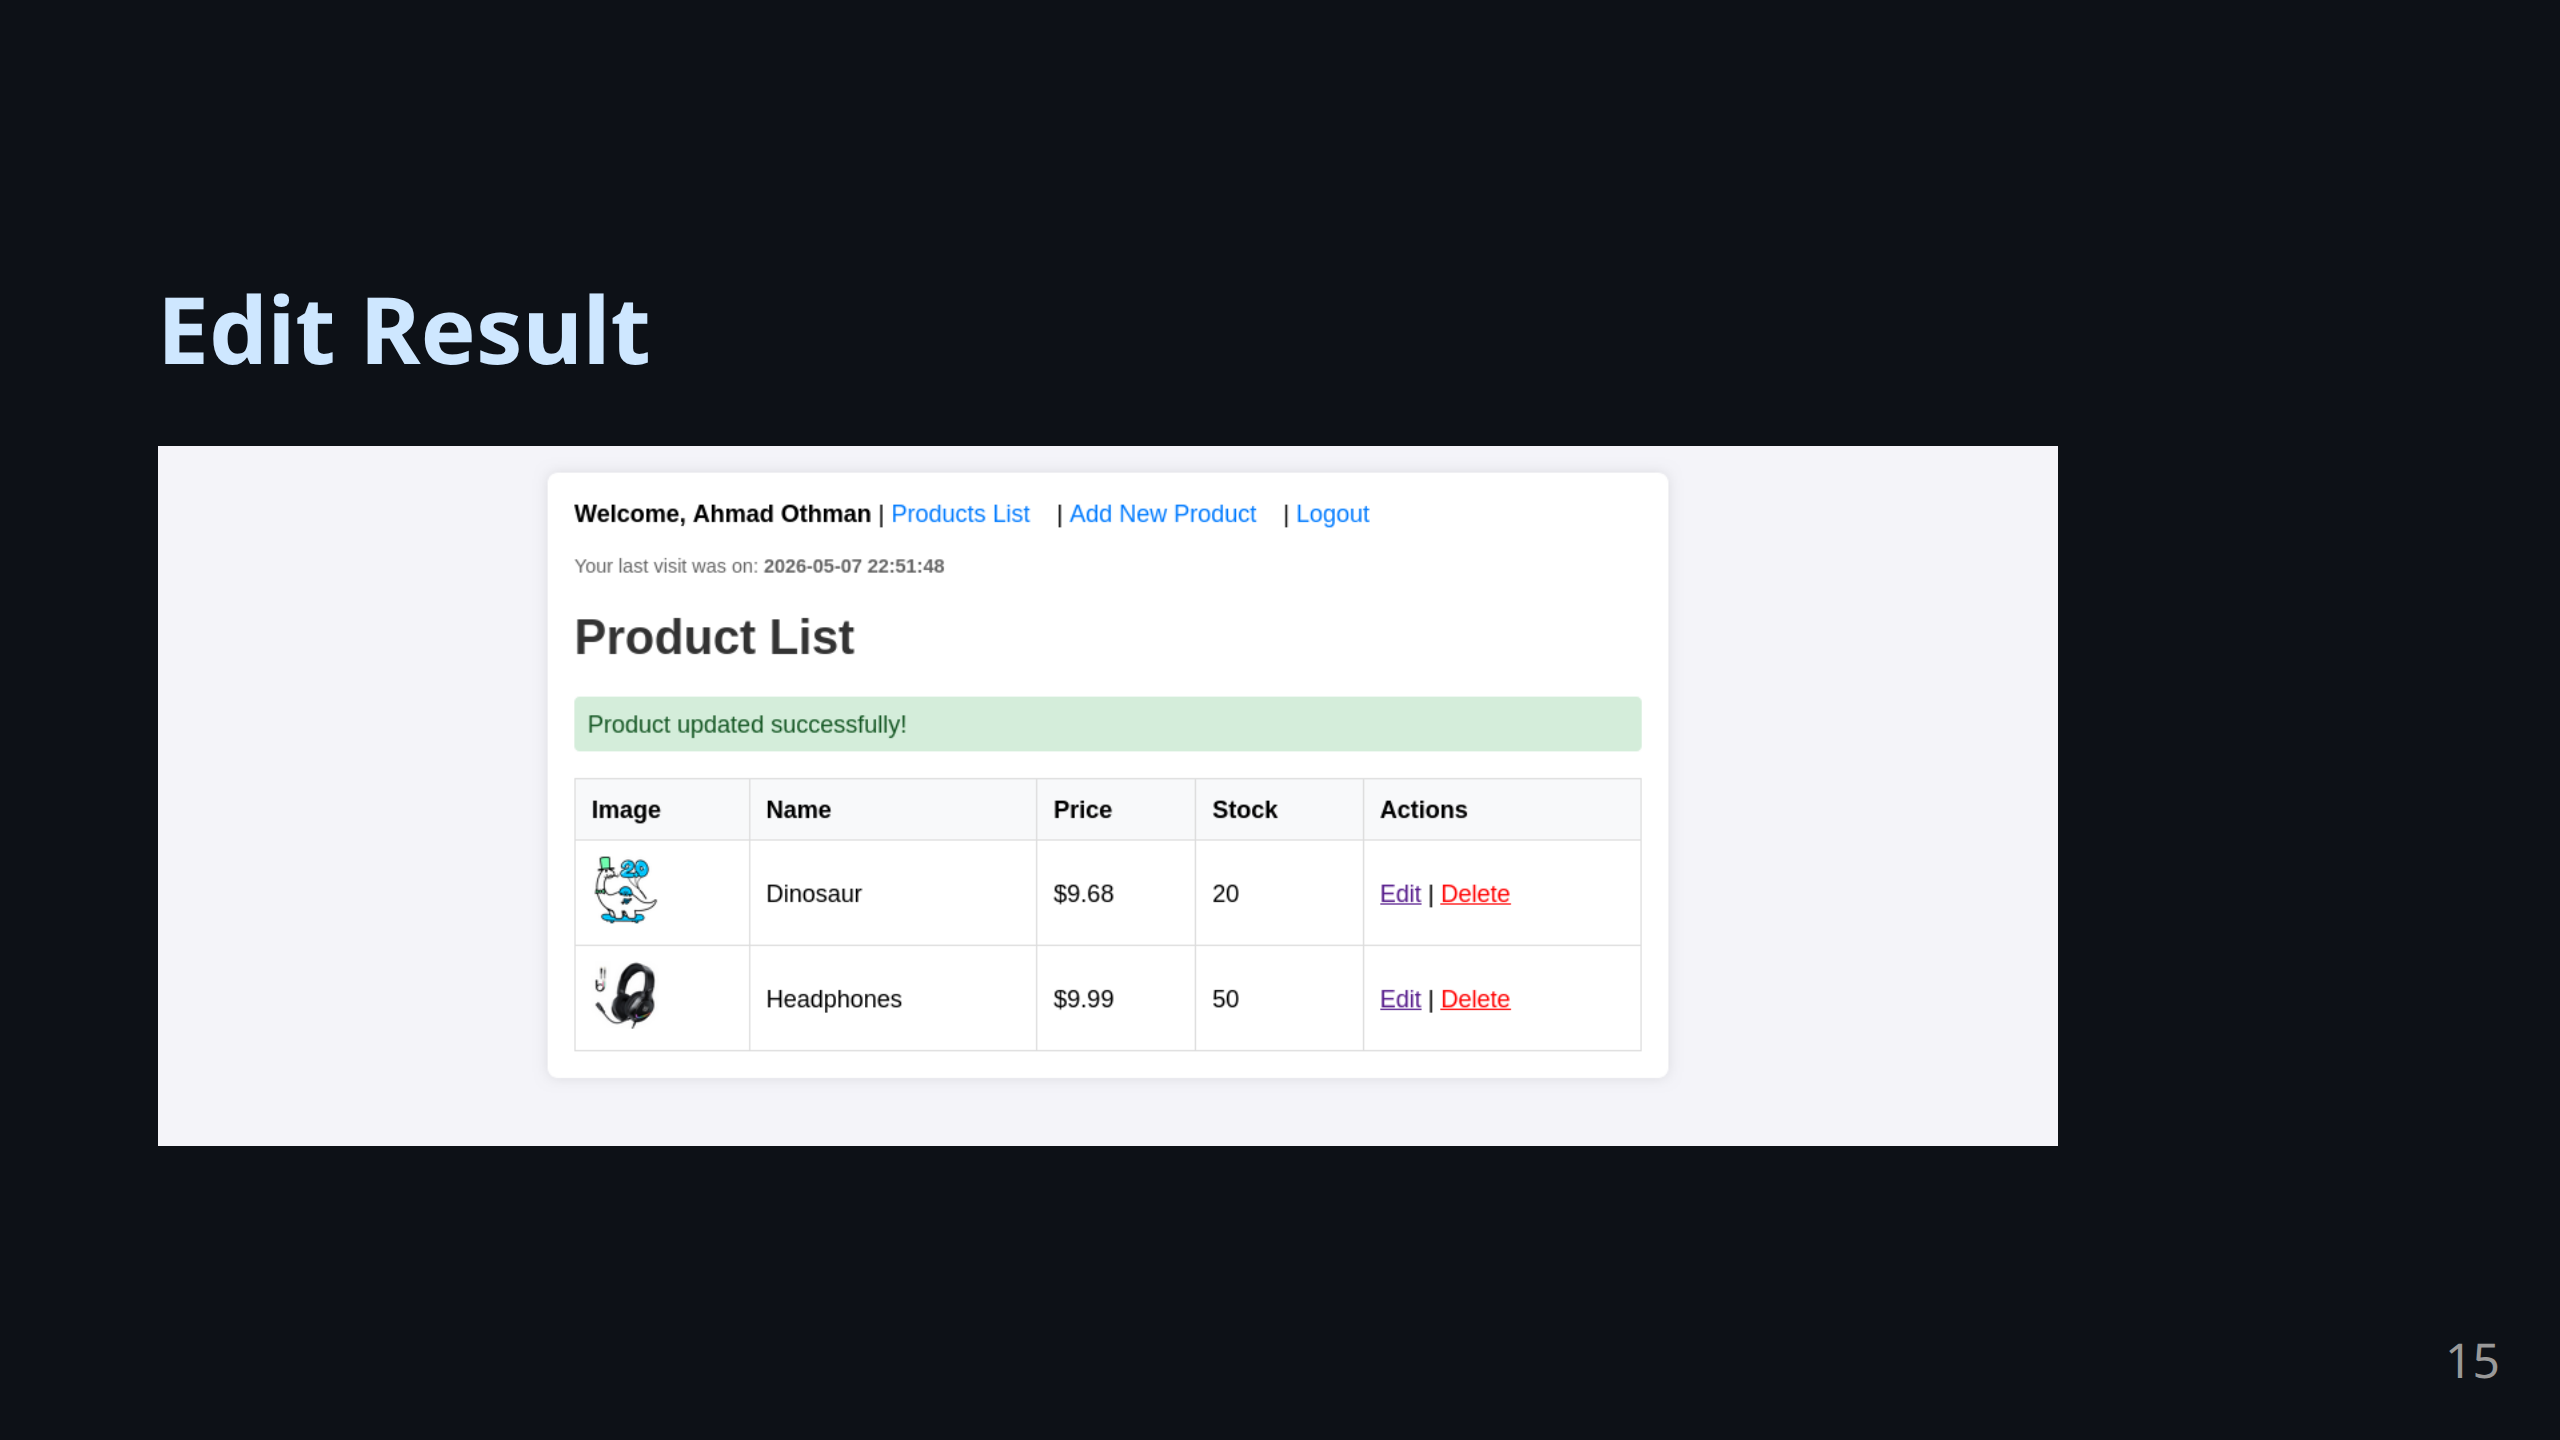 Edit Result
Welcome, Ahmad Othman | Products List | Add New Product | Logout
Your last visit was on: 2026-05-07 22:51:48
Product List
Product updated successfully!
Image Name Price Stock Actions
20
Dinosaur $9.68 20 Edit | Delete
Headphones $9.99 50 Edit | Delete
15